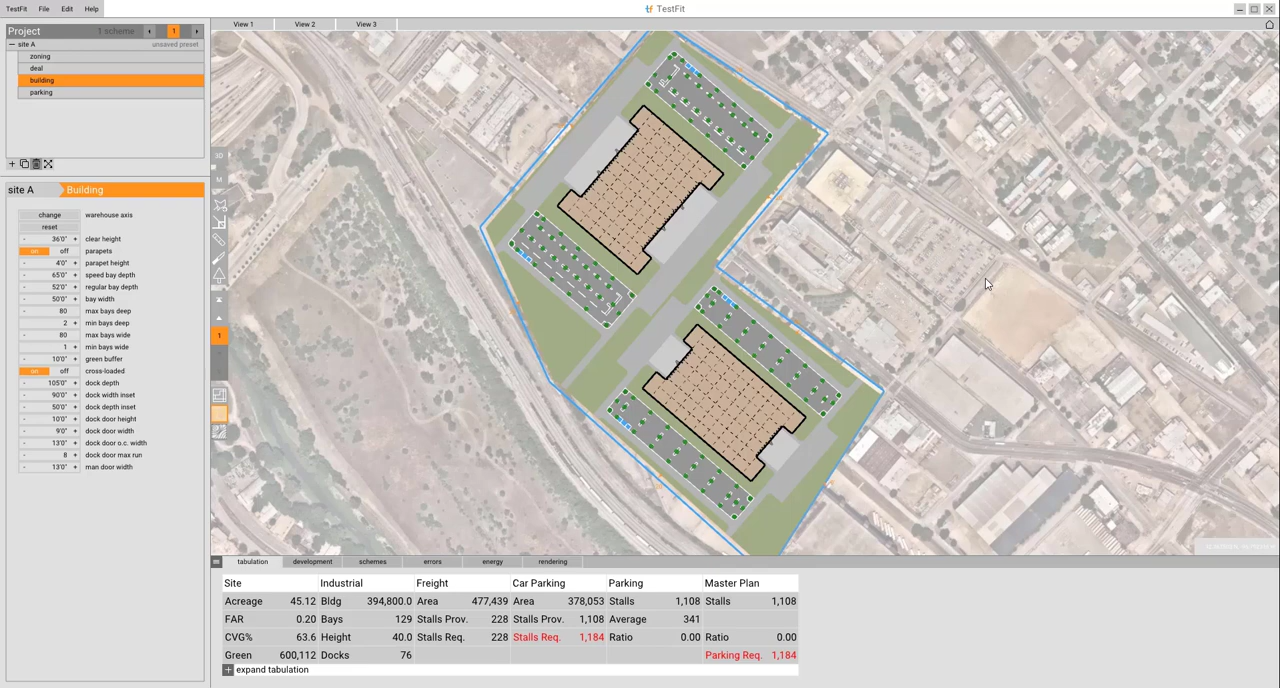 TestFit File Edit Help
TestFit
Project 1 scheme 1
View 1 View 2 View 3
site A unsaved preset
zoning
deal
building
parking
3D
M
site A Building
change warehouse axis
reset
- 36'0" + clear height
on off parapets
- 4'0" + parapet height
- 65'0" + speed bay depth
- 52'0" + regular bay depth
- 50'0" + bay width
80 max bays deep
- 2 + min bays deep
80 max bays wide
1 + min bays wide
- 10'0" + green buffer
on off cross-loaded
- 105'0" + dock depth
- 90'0" + dock width inset
- 50'0" + dock depth inset
- 10'0" + dock door height
- 9'0" + dock door width
- 13'0" + dock door o.c. width
- 8 + dock door max run
- 13'0" + man door width
1
tabulation development schemes errors energy rendering
Site Industrial Freight Car Parking Parking Master Plan
Acreage 45.12 Bldg 394,800.0 Area 477,439 Area 378,053 Stalls 1,108 Stalls 1,108
FAR 0.20 Bays 129 Stalls Prov. 228 Stalls Prov. 1,108 Average 341
CVG% 63.6 Height 40.0 Stalls Req. 228 Stalls Req. 1,184 Ratio 0.00 Ratio 0.00
Green 600,112 Docks 76 Parking Req. 1,184
+ expand tabulation